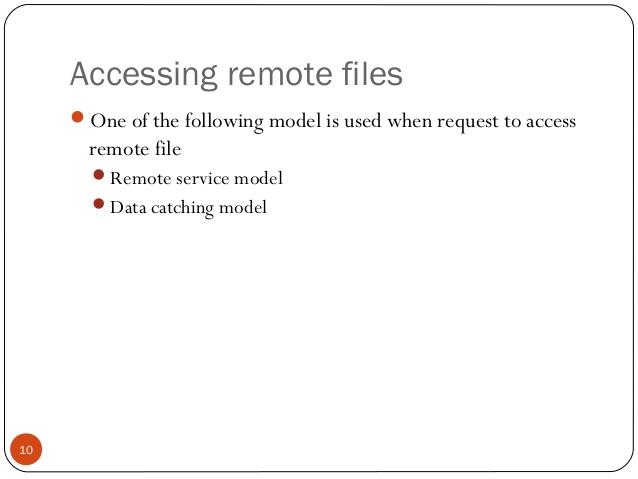 Accessing remote files
One of the following model is used when request to access
remote file
Remote service model
Data catching model
10